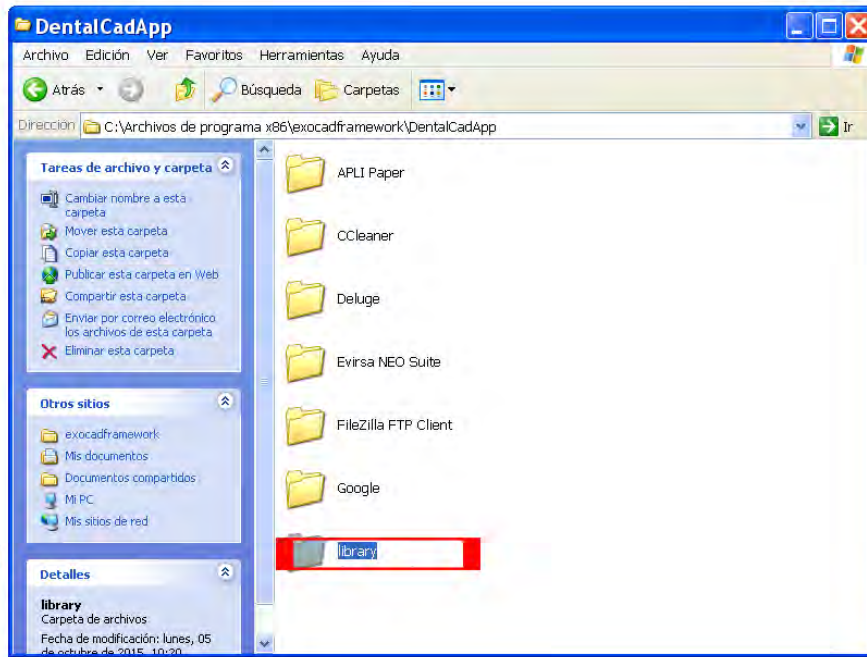 DentalCadApp
Archivo Edición Ver Favoritos Herramientas Ayuda
Atrás Búsqueda Carpetas
Dirección C:\Archivos de programa x86\exocadframework\DentalCadApp Ir
Tareas de archivo y carpeta
Cambiar nombre a esta
carpeta
Mover esta carpeta
Copiar esta carpeta
Publicar esta carpeta en Web
Compartir esta carpeta
Enviar por correo electrónico
los archivos de esta carpeta
Eliminar esta carpeta
Otros sitios
exocadframework
Mis documentos
Documentos compartidos
Mi PC
Mis sitios de red
Detalles
library
Carpeta de archivos
Fecha de modificación: lunes, 05
de octubre de 2015, 10:20
APLI Paper
CCleaner
Deluge
Evirsa NEO Suite
FileZilla FTP Client
Google
library